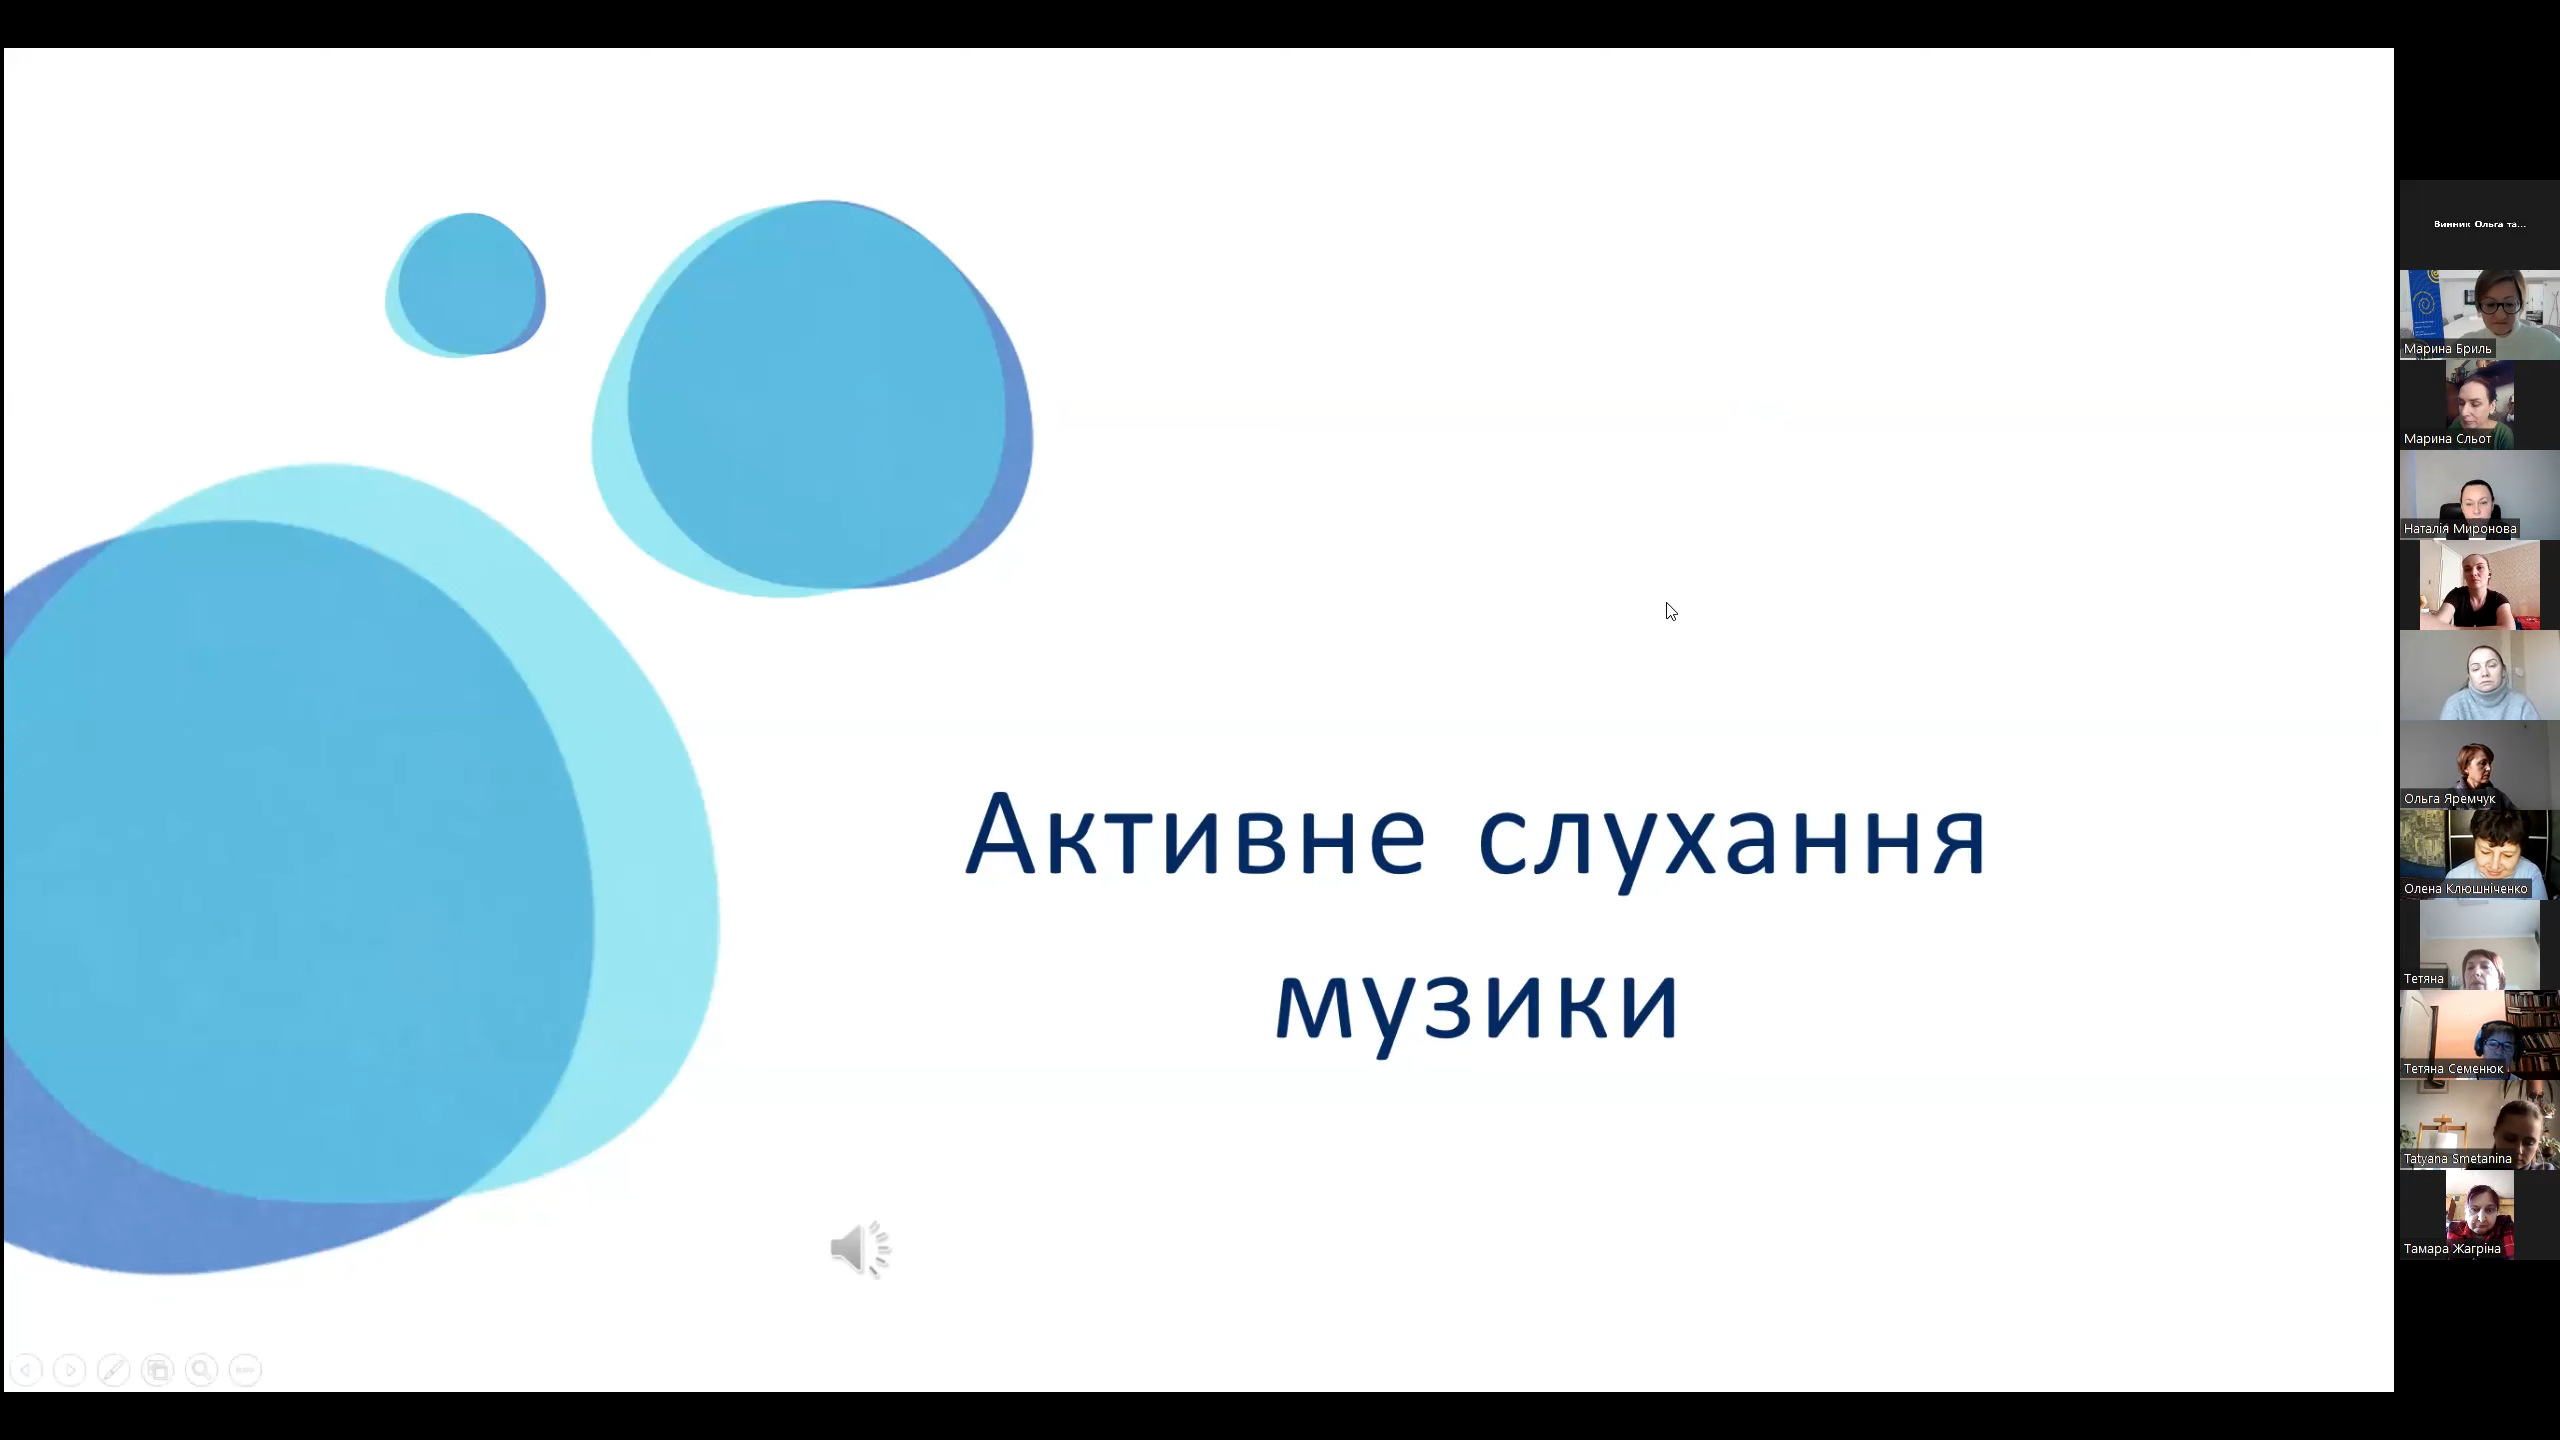 Активне слухання
музики
Винник Ольга та...
Марина Бриль
Марина Сльот
Наталія Миронова
Ольга Яремчук
Олена Клюшніченко
Тетяна
Тетяна Семенюк
Tatyana Smetanina
Тамара Жагріна